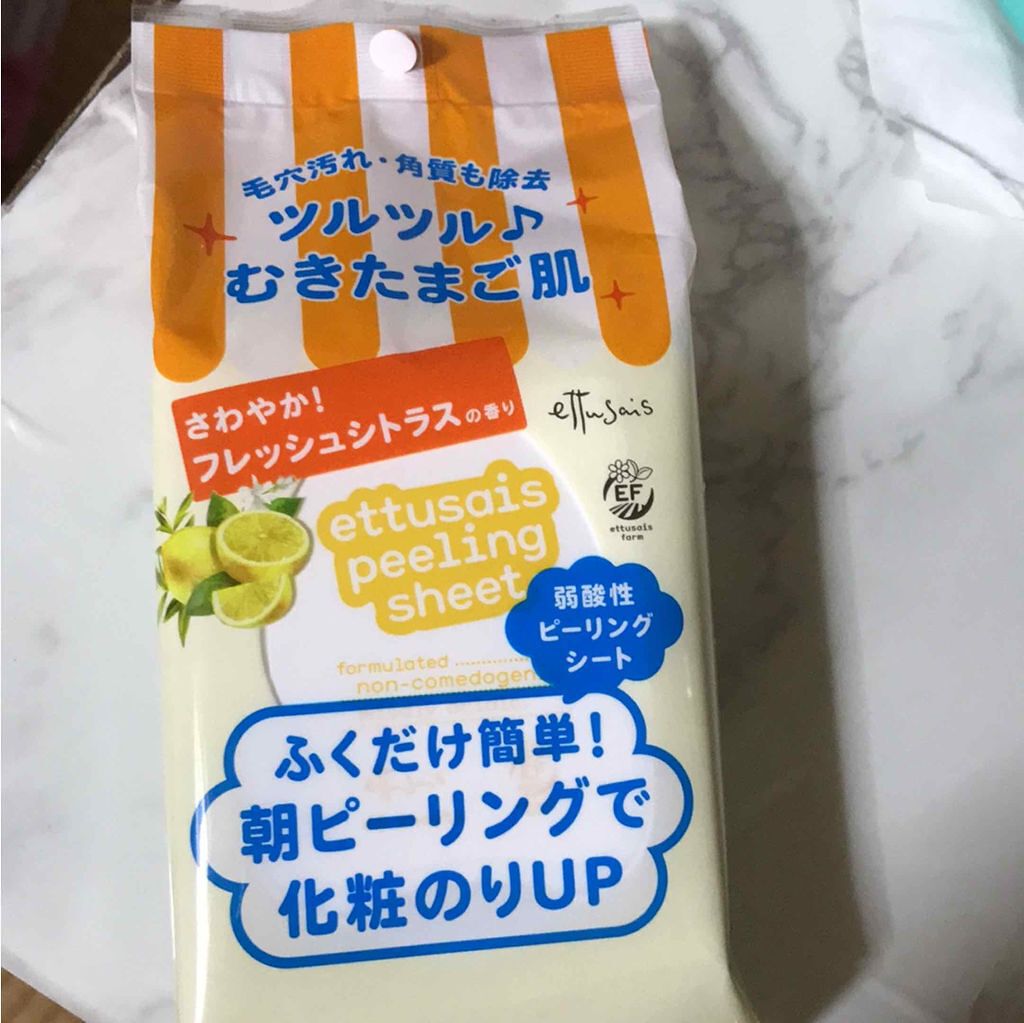 毛穴汚れ・角質も除去
ツルツル♪
むきたまご肌
さわやか!
フレッシュシトラスの香り
ettusais
EF
ettusais
farm
ettusais
peeling
sheet
弱酸性
ピーリング
シート
formulated
ふくだけ簡単!
朝ピーリングで
化粧のりUP